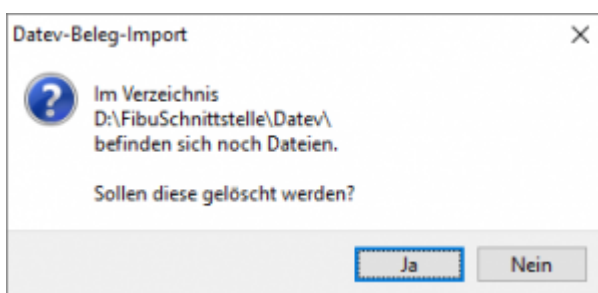 Datev-Beleg-Import
Im Verzeichnis
D:\FibuSchnittstelle\Datev\
befinden sich noch Dateien.
Sollen diese gelöscht werden?
Ja
Nein